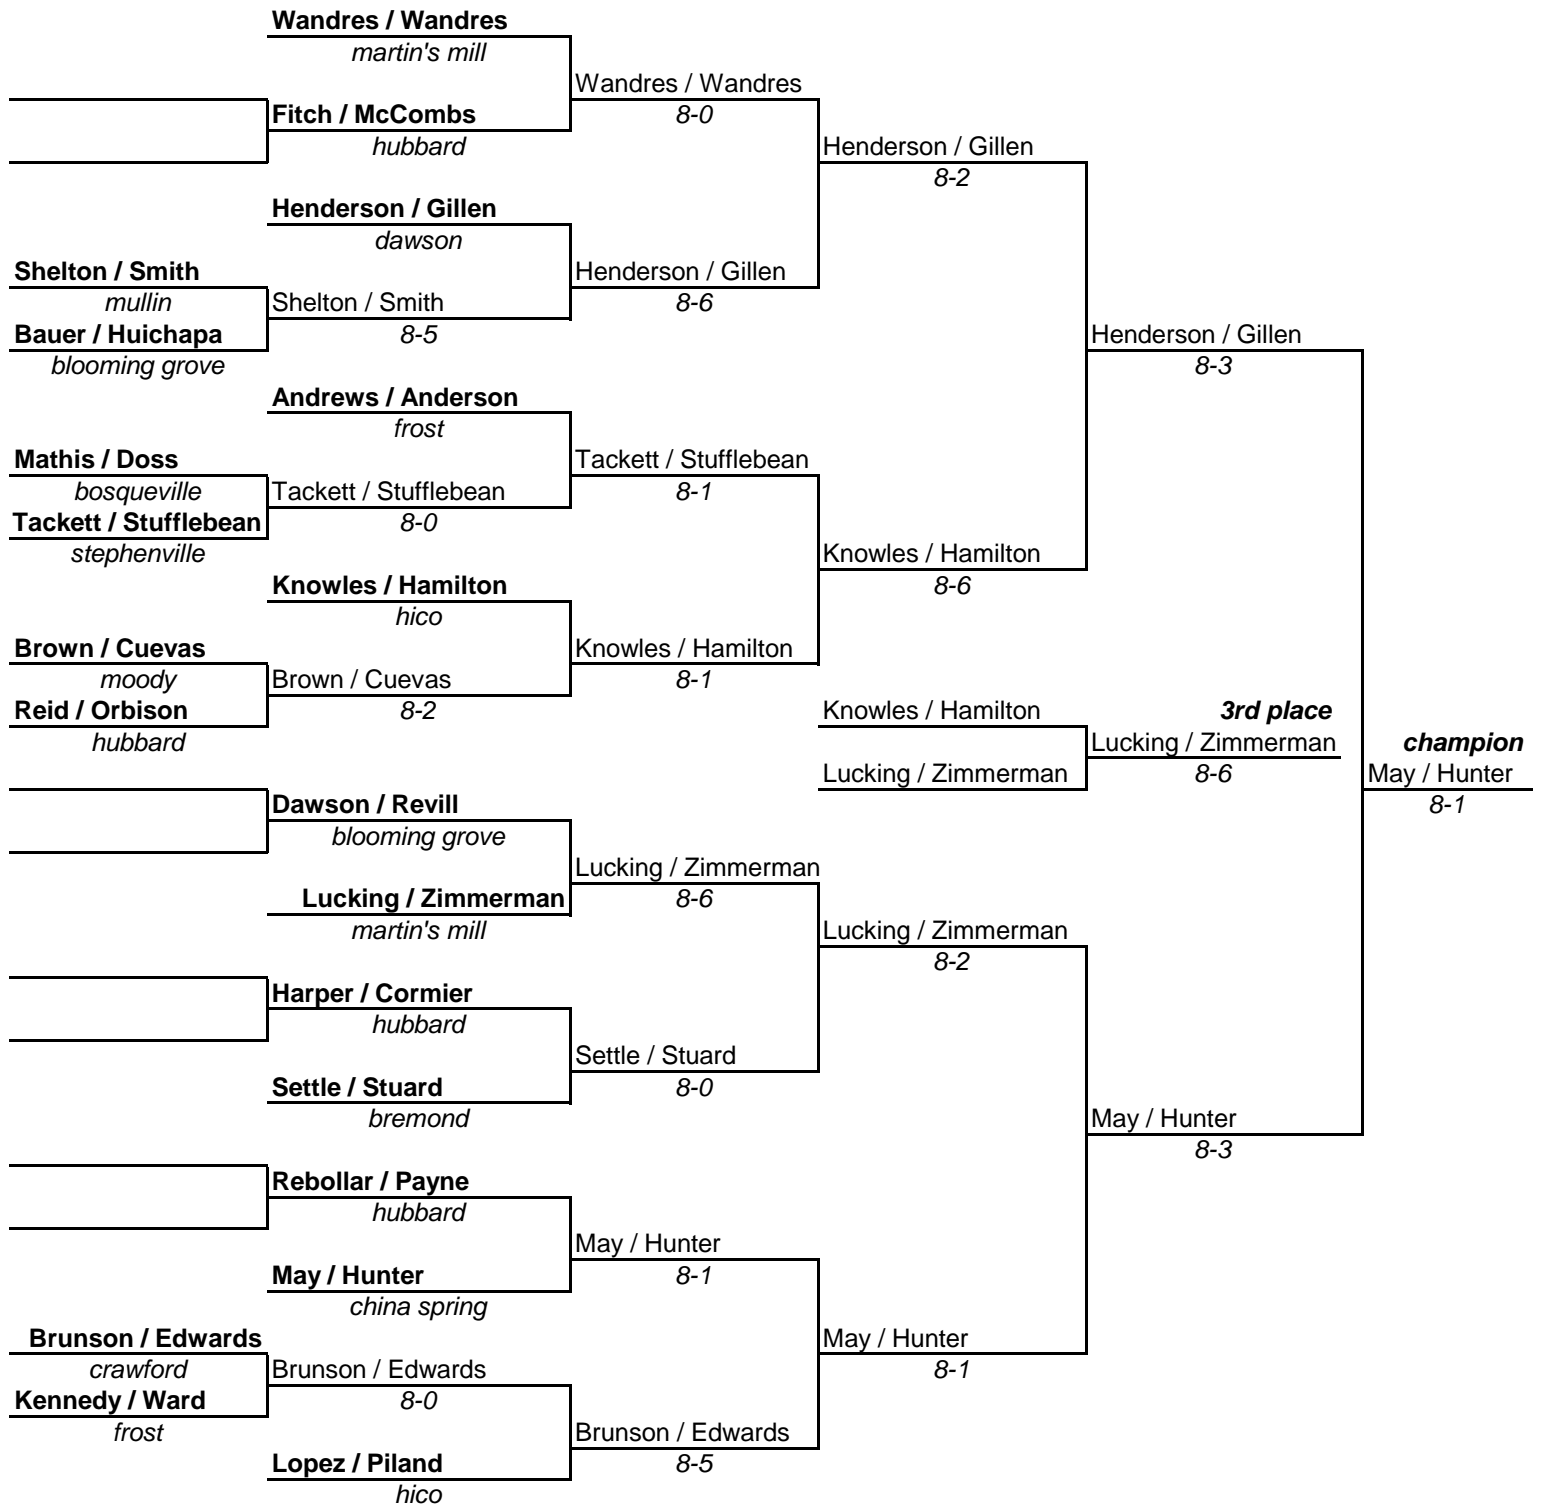 Wandres / Wandres
martin's mill
Wandres / Wandres
8-0
Fitch / McCombs
hubbard
Henderson / Gillen
8-2
Henderson / Gillen
dawson
Shelton / Smith
mullin
Henderson / Gillen
8-6
Shelton / Smith
8-5
Bauer / Huichapa
blooming grove
Henderson / Gillen
8-3
Andrews / Anderson
frost
Mathis / Doss
bosqueville
Tackett / Stufflebean
8-1
Tackett / Stufflebean
8-0
Tackett / Stufflebean
stephenville
Knowles / Hamilton
8-6
Knowles / Hamilton
hico
Brown / Cuevas
moody
Knowles / Hamilton
8-1
Brown / Cuevas
8-2
Reid / Orbison
hubbard
Knowles / Hamilton
3rd place
Lucking / Zimmerman
8-6
champion
Lucking / Zimmerman
May / Hunter
8-1
Dawson / Revill
blooming grove
Lucking / Zimmerman
8-6
Lucking / Zimmerman
martin's mill
Lucking / Zimmerman
8-2
Harper / Cormier
hubbard
Settle / Stuard
8-0
Settle / Stuard
bremond
May / Hunter
8-3
Rebollar / Payne
hubbard
May / Hunter
8-1
May / Hunter
china spring
Brunson / Edwards
crawford
May / Hunter
8-1
Brunson / Edwards
8-0
Kennedy / Ward
frost
Brunson / Edwards
8-5
Lopez / Piland
hico